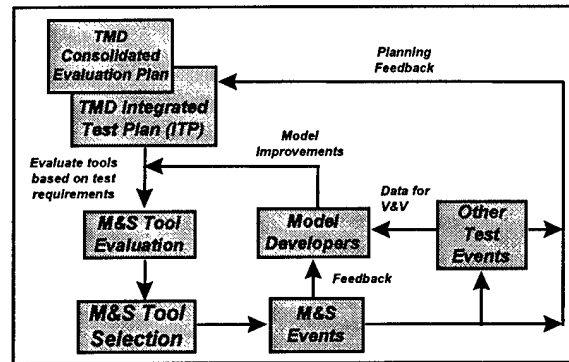 TMD
Consolidated
Evaluation Plan
TMD Integrated
Test Plan (ITP)
Planning
Feedback
Evaluate tools
based on test
requirements
Model
Improvements
M&S Tool
Evaluation
Model
Developers
Data for
V&V
Other
Test
Events
Feedback
M&S Tool
Selection
M&S
Events